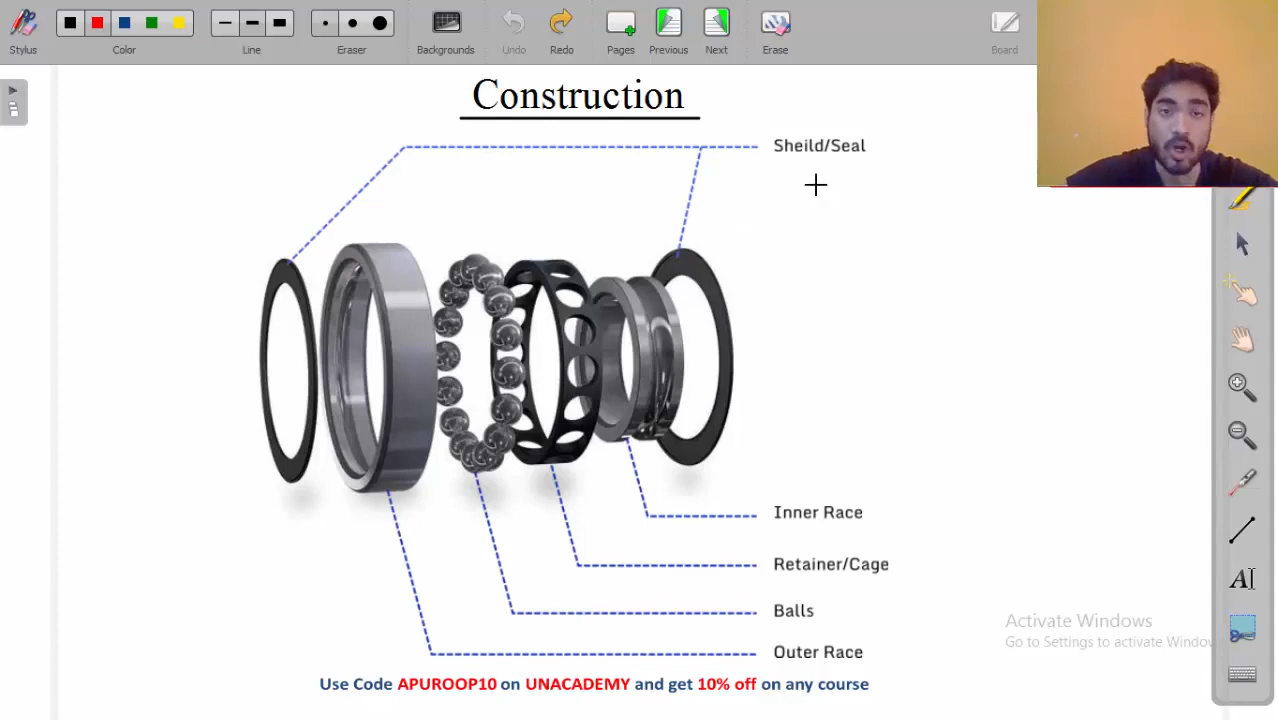 Stylus
Color
Line
Eraser
Backgrounds
Undo
Redo
Pages
Previous
Next
Erase
Board
Construction
Sheild/Seal
Inner Race
Retainer/Cage
Balls
Outer Race
Activate Windows
Go to Settings to activate Window
Use Code APUROOP10 on UNACADEMY and get 10% off on any course
A